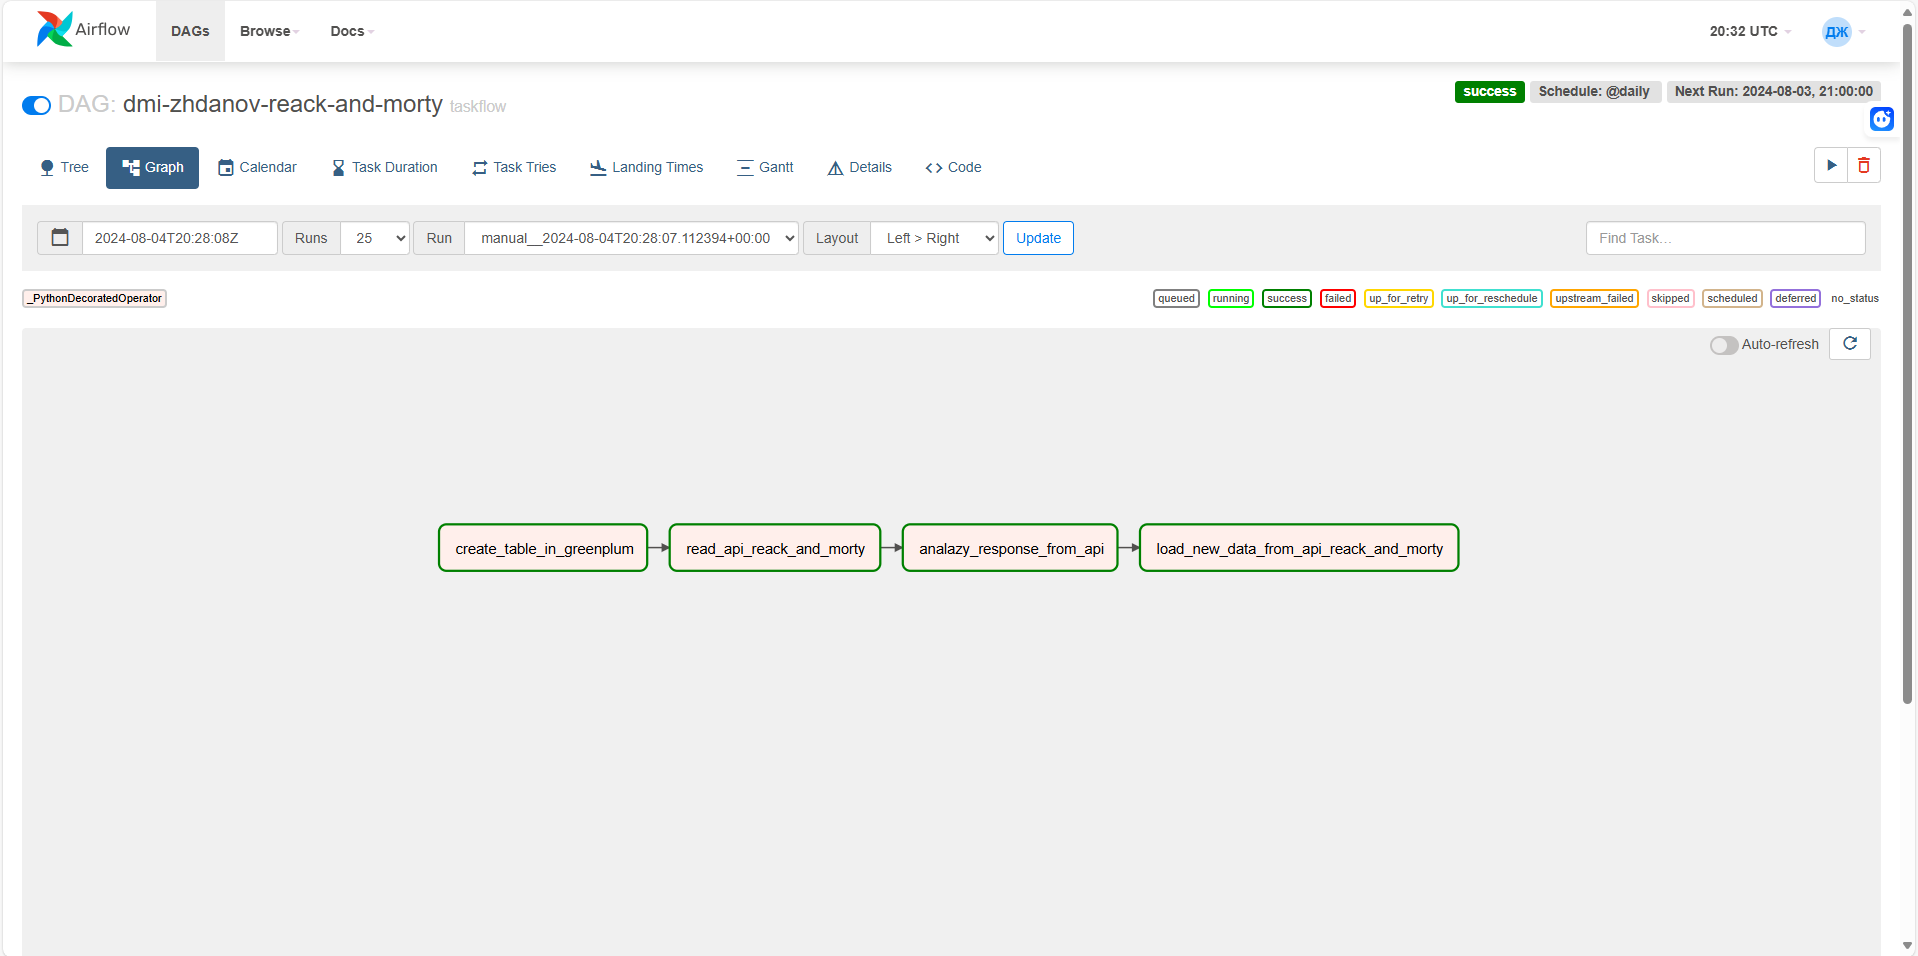 Airflow DAGs Browse Docs 20:32 UTC ДЖ
DAG: dmi-zhdanov-reack-and-morty taskflow success Schedule: @daily Next Run: 2024-08-03, 21:00:00
Tree Graph Calendar Task Duration Task Tries Landing Times Gantt Details Code
2024-08-04T20:28:08Z Runs 25 Run manual__2024-08-04T20:28:07.112394+00:00 Layout Left > Right Update Find Task...
_PythonDecoratedOperator queued running success failed up_for_retry up_for_reschedule upstream_failed skipped scheduled deferred no_status
Auto-refresh
create_table_in_greenplum read_api_reack_and_morty analazy_response_from_api load_new_data_from_api_reack_and_morty